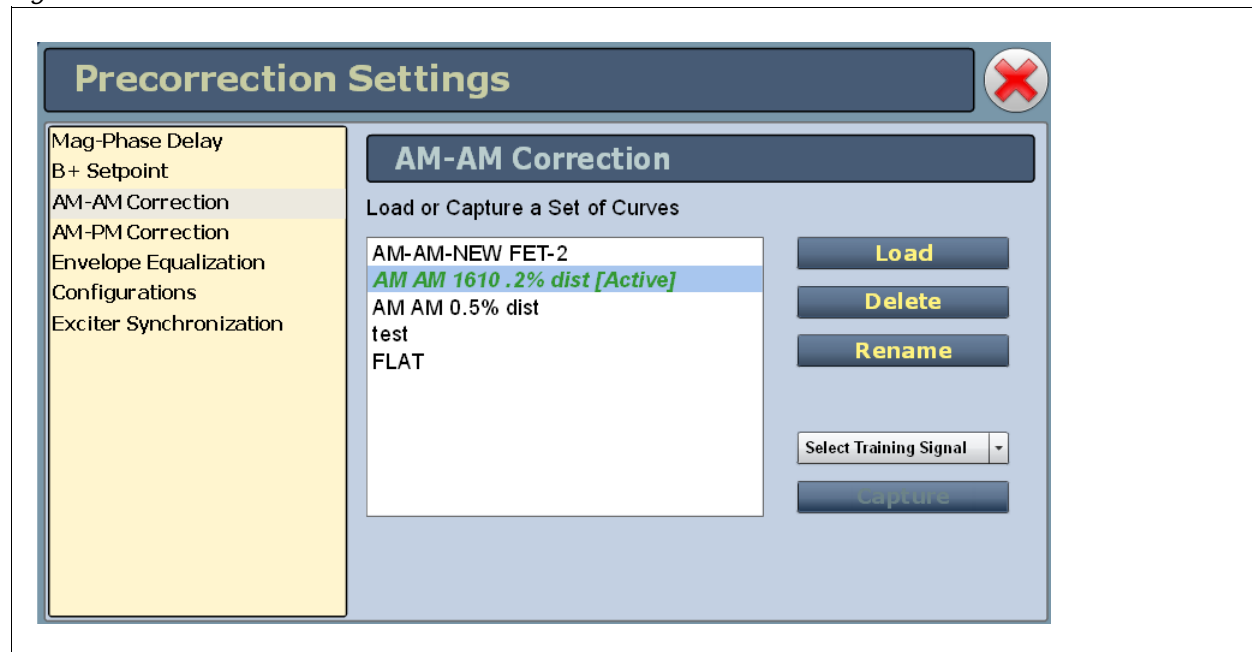 Precorrection Settings
Mag-Phase Delay
B+ Setpoint
AM-AM Correction
AM-PM Correction
Envelope Equalization
Configurations
Exciter Synchronization
AM-AM Correction
Load or Capture a Set of Curves
AM-AM-NEW FET-2
AM AM 1610 .2% dist [Active]
AM AM 0.5% dist
test
FLAT
Load
Delete
Rename
Select Training Signal
Capture